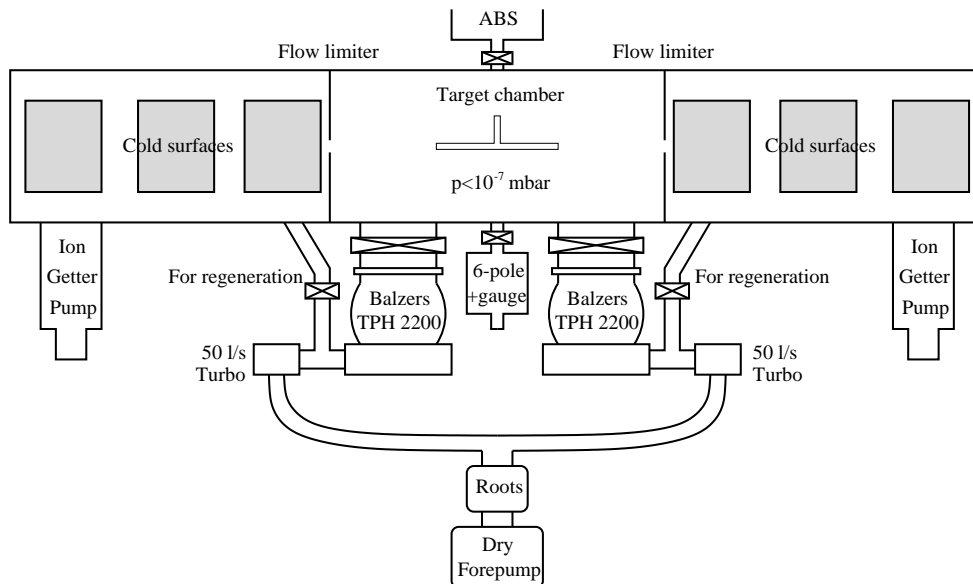 ABS
Flow limiter
Flow limiter
Target chamber
Cold surfaces
Cold surfaces
p<10-7 mbar
Ion
Getter
Pump
For regeneration
Balzers
TPH 2200
6-pole
+gauge
Balzers
TPH 2200
For regeneration
Ion
Getter
Pump
50 l/s
Turbo
50 l/s
Turbo
Roots
Dry
Forepump